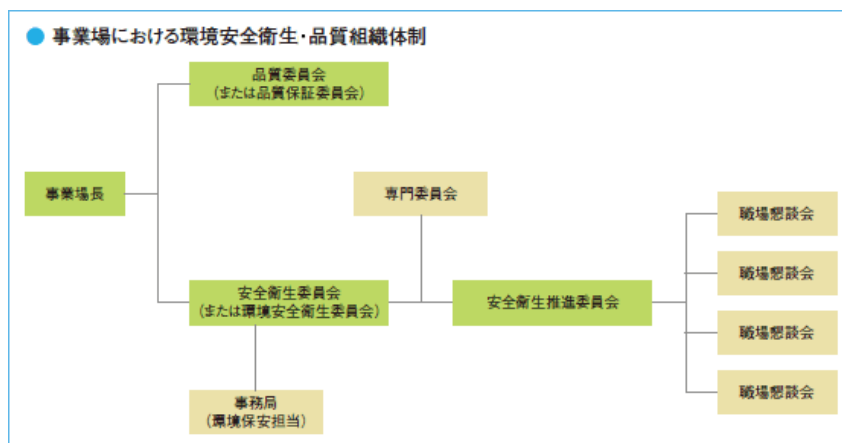 事業場における環境安全衛生・品質組織体制
品質委員会
(または品質保証委員会)
事業場長
専門委員会
職場懇談会
職場懇談会
安全衛生委員会
(または環境安全衛生委員会)
安全衛生推進委員会
職場懇談会
職場懇談会
事務局
(環境保安担当)